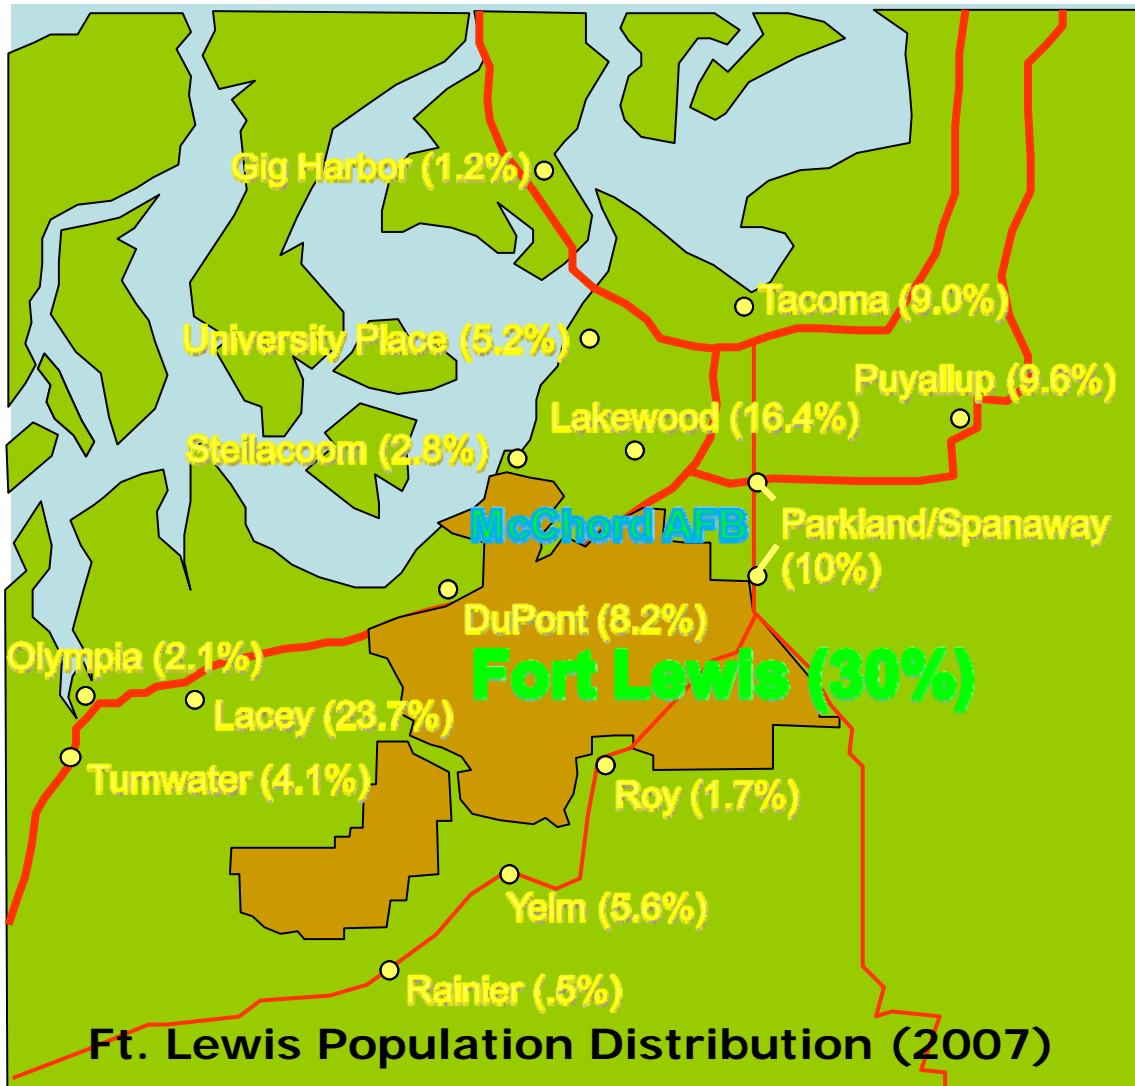 Gig Harbor (1.2%)
Tacoma (9.0%)
University Place (5.2%)
Puyallup (9.6%)
Lakewood (16.4%)
Steilacoom (2.8%)
McChord AFB
Parkland/Spanaway
(10%)
DuPont (8.2%)
Olympia (2.1%)
Fort Lewis (30%)
Lacey (23.7%)
Tumwater (4.1%)
Roy (1.7%)
Yelm (5.6%)
Rainier (.5%)
Ft. Lewis Population Distribution (2007)